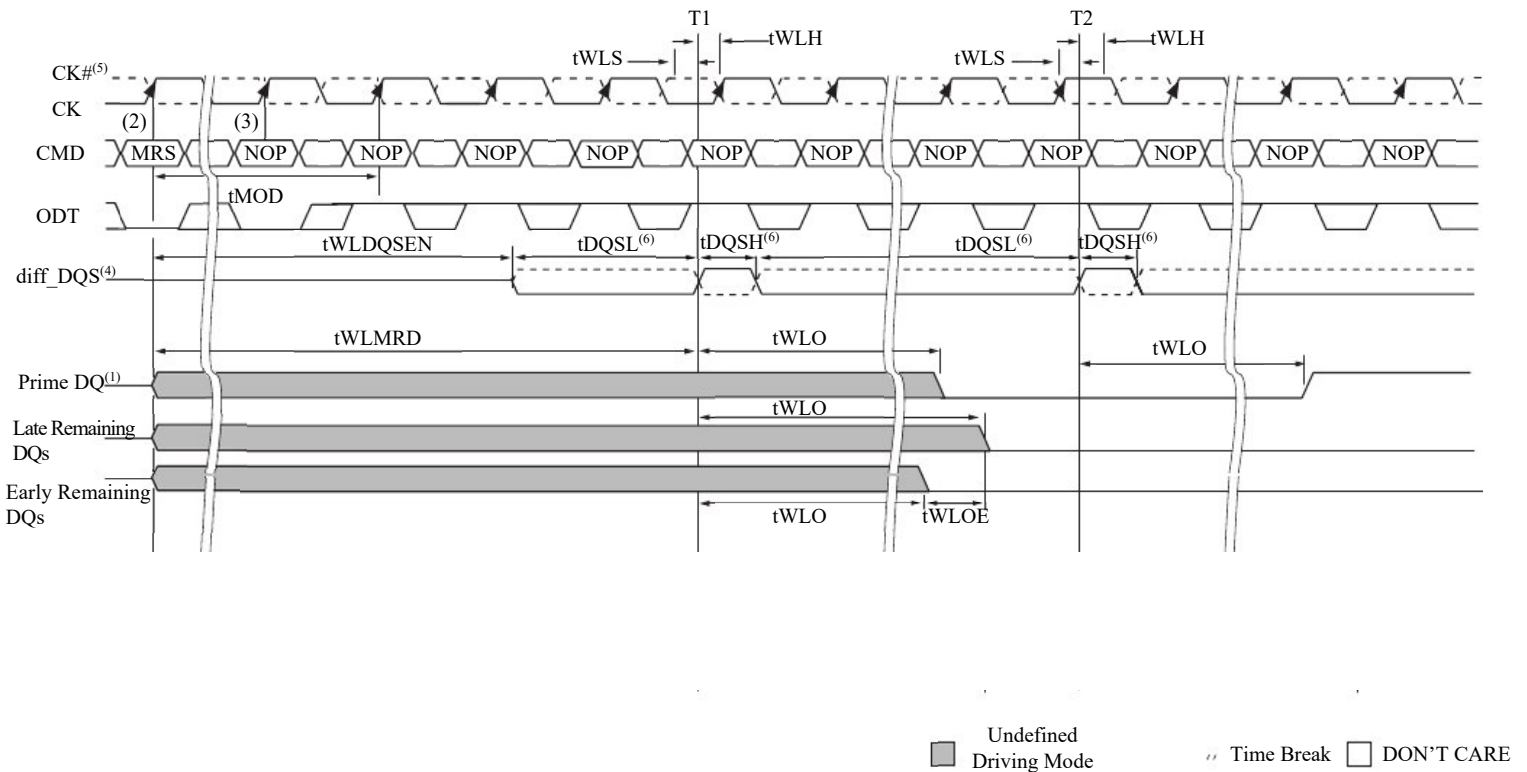 T1 T2
tWLH tWLH
tWLS tWLS
CK#(5)
CK
(2) (3)
CMD MRS NOP NOP NOP NOP NOP NOP NOP NOP NOP NOP NOP
tMOD
ODT
tWLDQSEN tDQSL(6) tDQSH(6) tDQSL(6) tDQSH(6)
diff_DQS(4)
tWLMRD tWLO tWLO
Prime DQ(1)
tWLO
Late Remaining
DQs
Early Remaining
DQs
tWLO tWLOE
Undefined
Driving Mode
Time Break
DON'T CARE